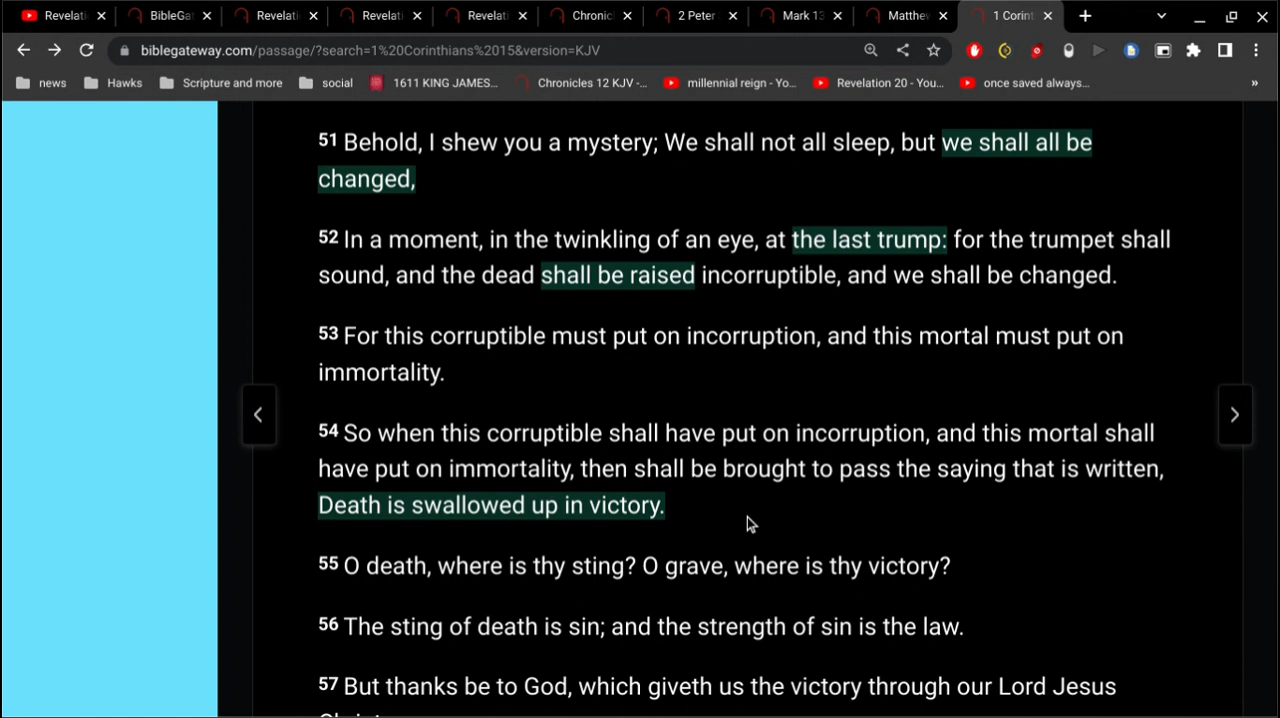 Revelati
BibleGat
Revelati
Revelati
Revelati
Chronicl
2 Peter
Mark 13
Matthew
1 Corint
biblegateway.com/passage/?search=1%20Corinthians%2015&version=KJV
news
Hawks
Scripture and more
social
1611 KING JAMES...
Chronicles 12 KJV -...
millennial reign - Yo...
Revelation 20 - You...
once saved always...
»
51 Behold, I shew you a mystery; We shall not all sleep, but we shall all be
changed,
52 In a moment, in the twinkling of an eye, at the last trump: for the trumpet shall
sound, and the dead shall be raised incorruptible, and we shall be changed.
53 For this corruptible must put on incorruption, and this mortal must put on
immortality.
54 So when this corruptible shall have put on incorruption, and this mortal shall
have put on immortality, then shall be brought to pass the saying that is written,
Death is swallowed up in victory.
55 O death, where is thy sting? O grave, where is thy victory?
56 The sting of death is sin; and the strength of sin is the law.
57 But thanks be to God, which giveth us the victory through our Lord Jesus